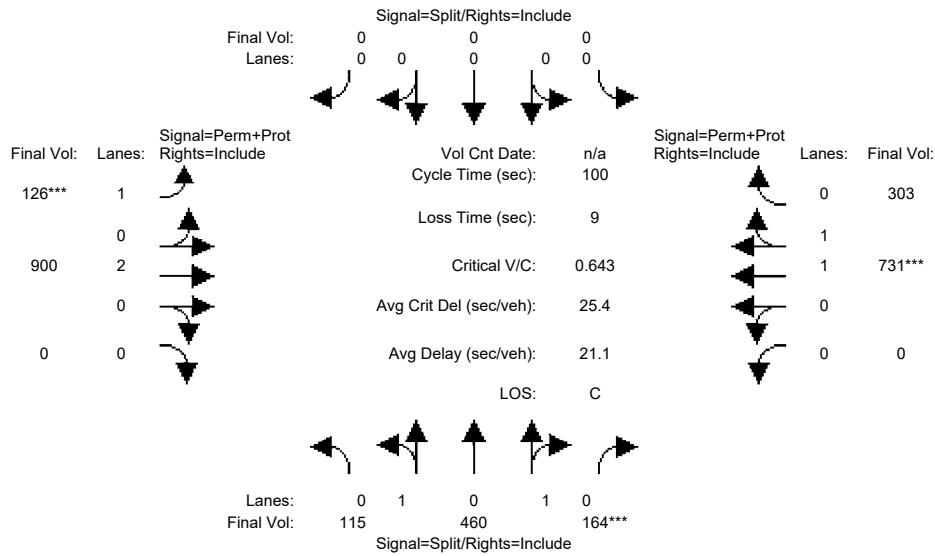 Signal=Split/Rights=Include
Final Vol: 0 0 0
Lanes: 0 0 0 0 0
Signal=Perm+Prot
Final Vol: Lanes: Rights=Include
Vol Cnt Date: n/a
Signal=Perm+Prot
Rights=Include Lanes: Final Vol:
Cycle Time (sec): 100
126*** 1
0 303
Loss Time (sec): 9
0
1
900 2
Critical V/C: 0.643
1 731***
0
Avg Crit Del (sec/veh): 25.4
0
0 0
Avg Delay (sec/veh): 21.1
0 0
LOS: C
Lanes: 0 1 0 1 0
Final Vol: 115 460 164***
Signal=Split/Rights=Include